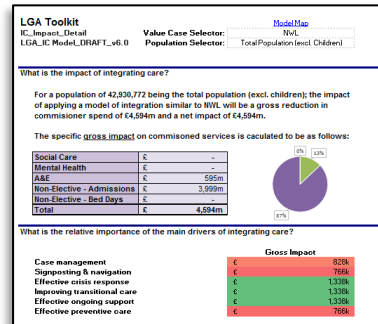 LGA Toolkit
Model Map
IC_Impact_Detail Value Case Selector: NWL
LGA_IC Model_DRAFT_v6.0 Population Selector: Total Population (excl. Children)
What is the impact of integrating care?
For a population of 42,930,772 being the total population (excl. children); the impact
of applying a model of integration similar to NWL will be a gross reduction in
commisioner spend of £4,594m and a net impact of £4,594m.
The specific gross impact on commisoned services is caculated to be as follows:
Social Care £ -
Mental Health £ -
A&E £ 595m
Non-Elective - Admissions £ 3,999m
Non-Elective - Bed Days £ -
Total £ 4,594m
0% 13%
87%
What is the relative importance of the main drivers of integrating care?
Gross Impact
Case management £ 828k
Signposting & navigation £ 766k
Effective crisis response £ 1,338k
Improving transitional care £ 1,338k
Effective ongoing support £ 1,338k
Effective preventive care £ 766k